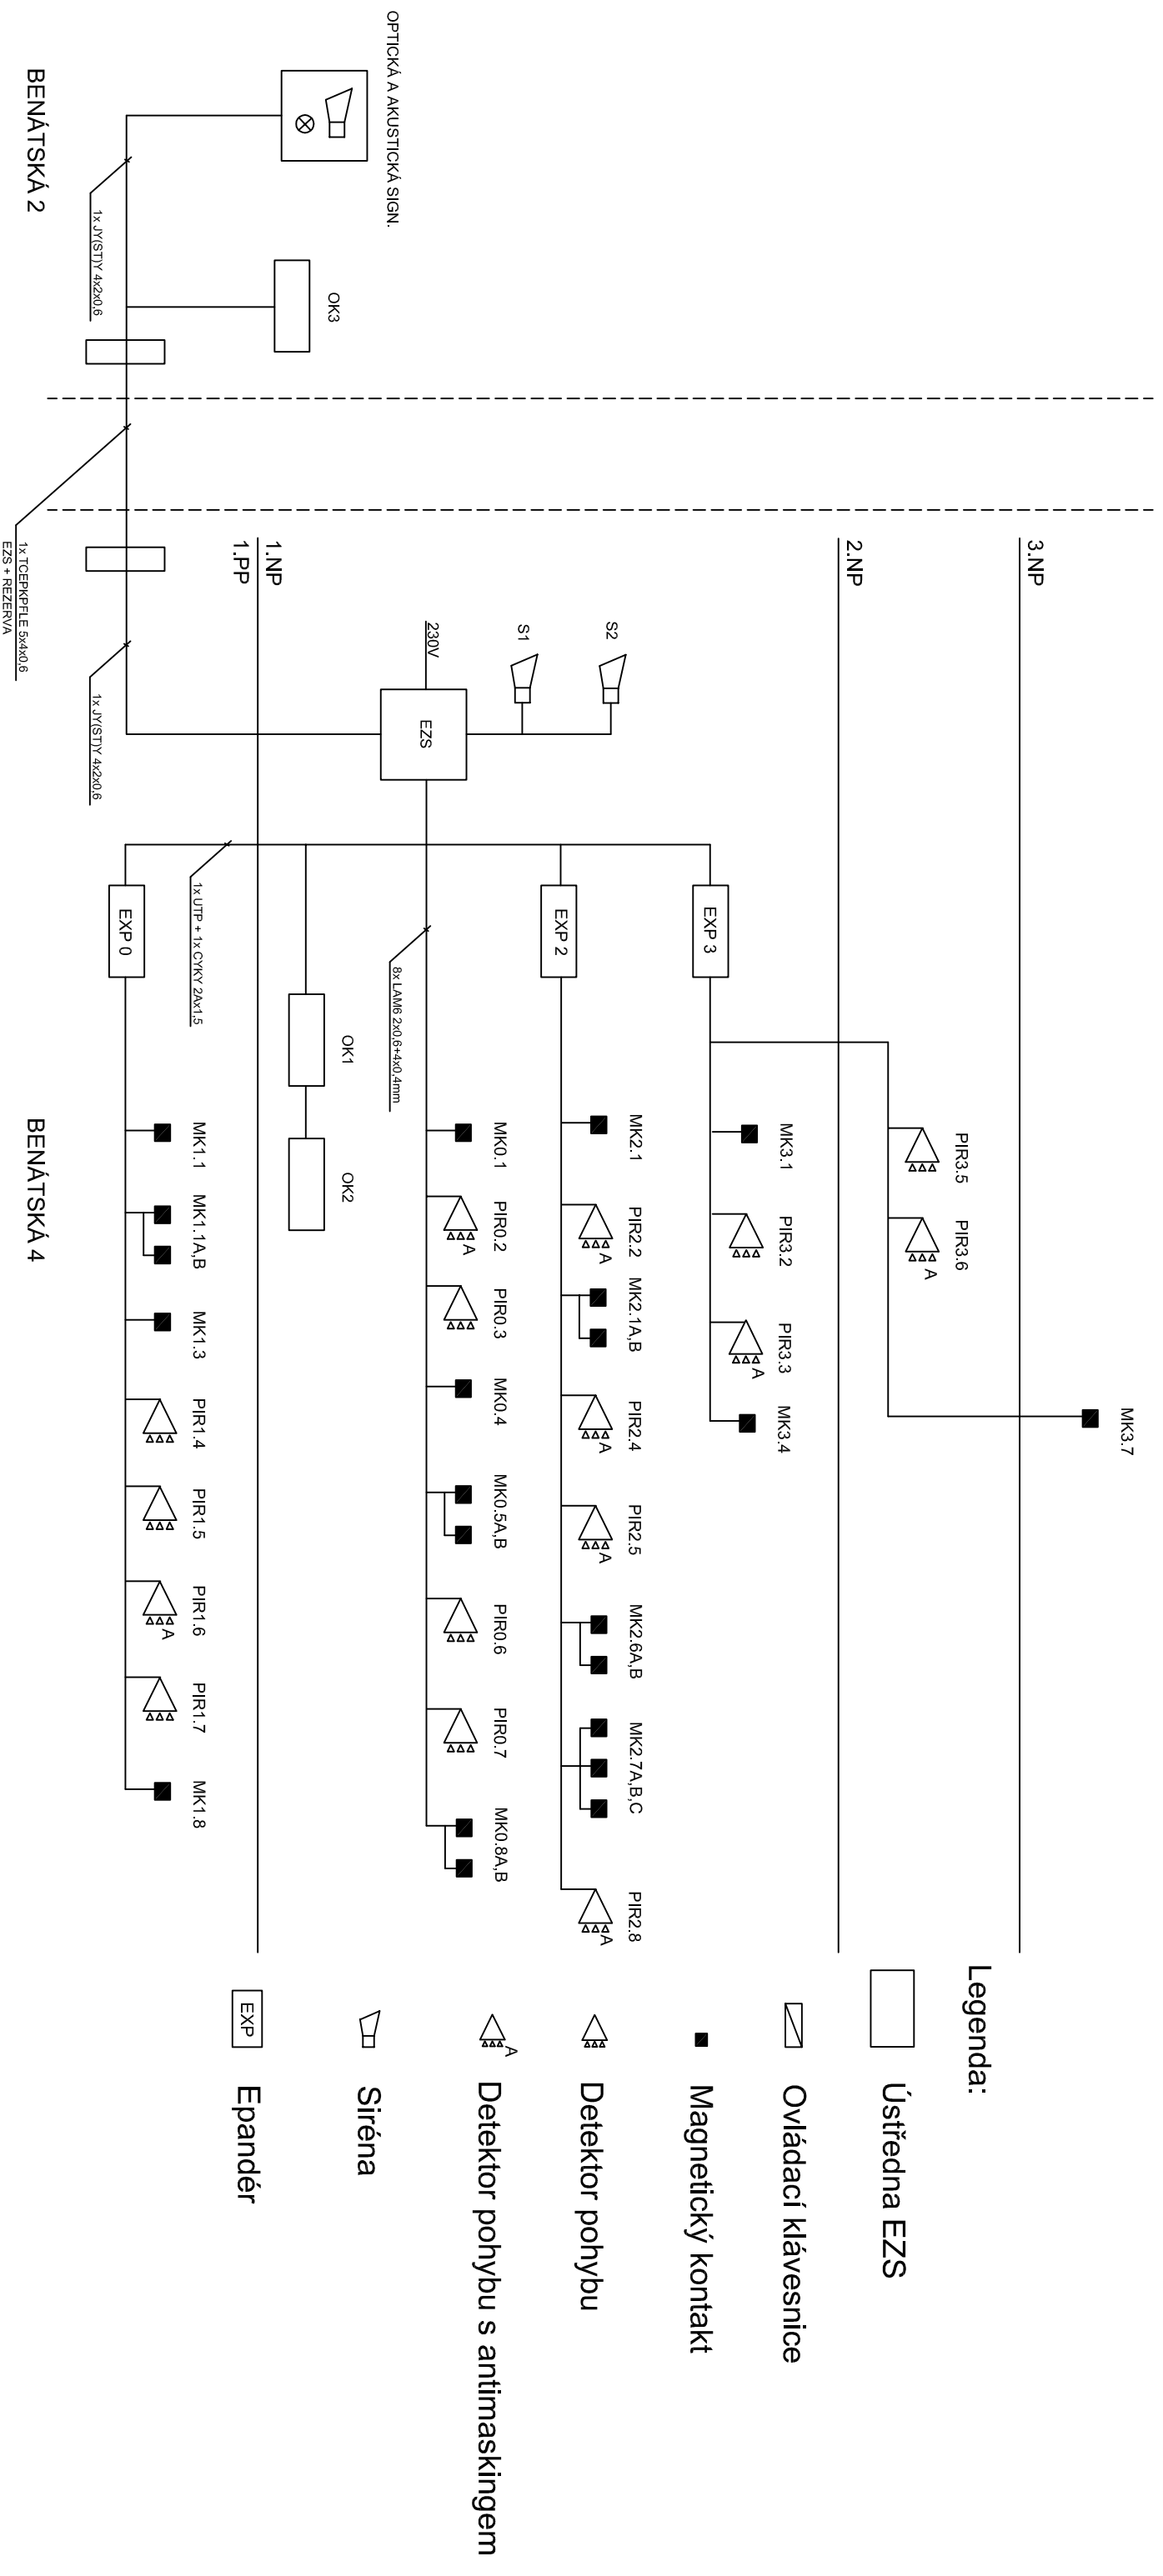 OPTICKÁ A AKUSTICKÁ SIGN.
OK3
1x JY(ST)Y 4x2x0,6
BENÁTSKÁ 2
1x TCEPKPFLE 5x4x0,6
EZS + REZERVA
1x JY(ST)Y 4x2x0,6
3.NP
2.NP
1.NP
1.PP
S2
S1
230V
EZS
MK3.7
PIR3.5
PIR3.6
A
EXP 3
MK3.1
PIR3.2
PIR3.3
A
MK3.4
EXP 2
MK2.1
PIR2.2
A
MK2.1A,B
PIR2.4
A
PIR2.5
A
MK2.6A,B
MK2.7A,B,C
PIR2.8
A
8x LAM6 2x0,6+4x0,4mm
MK0.1
PIR0.2
A
PIR0.3
MK0.4
MK0.5A,B
PIR0.6
PIR0.7
MK0.8A,B
OK1
OK2
1x UTP + 1x CYKY 2Ax1,5
EXP 0
MK1.1
MK1.1A,B
MK1.3
PIR1.4
PIR1.5
PIR1.6
A
PIR1.7
MK1.8
BENÁTSKÁ 4
Legenda:
Ústředna EZS
Ovládací klávesnice
Magnetický kontakt
Detektor pohybu
A
Detektor pohybu s antimaskingem
Siréna
EXP
Epandér